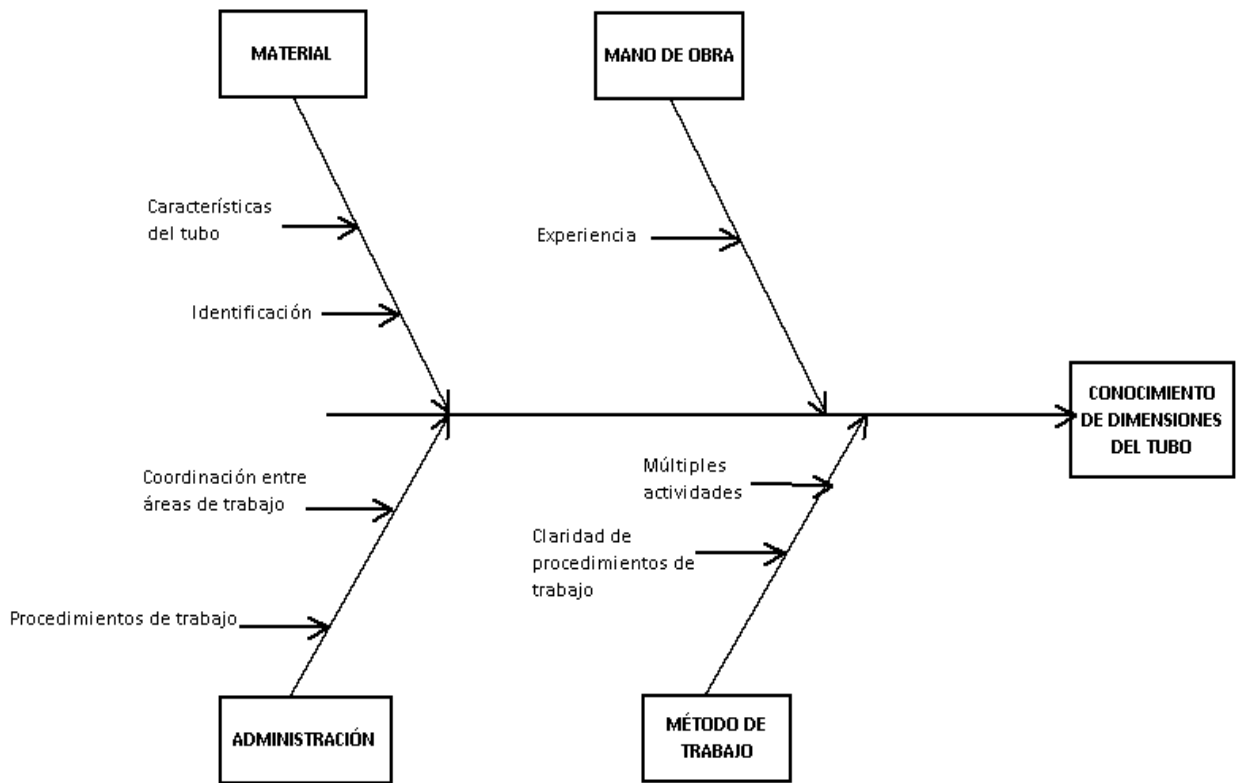 MATERIAL
MANO DE OBRA
Características
del tubo
Experiencia
Identificación
CONOCIMIENTO
DE DIMENSIONES
DEL TUBO
Coordinación entre
áreas de trabajo
Múltiples
actividades
Claridad de
procedimientos de
trabajo
Procedimientos de trabajo
ADMINISTRACIÓN
MÉTODO DE
TRABAJO